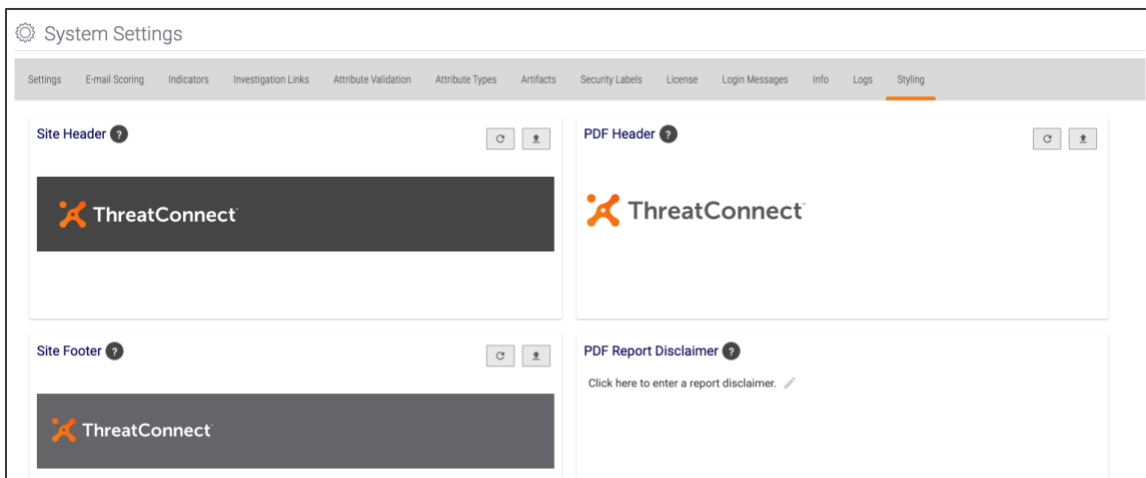 System Settings
Settings E-mail Scoring Indicators Investigation Links Attribute Validation Attribute Types Artifacts Security Labels License Login Messages Info Logs Styling
Site Header ?
PDF Header ?
ThreatConnect
ThreatConnect
Site Footer ?
PDF Report Disclaimer ?
Click here to enter a report disclaimer.
ThreatConnect